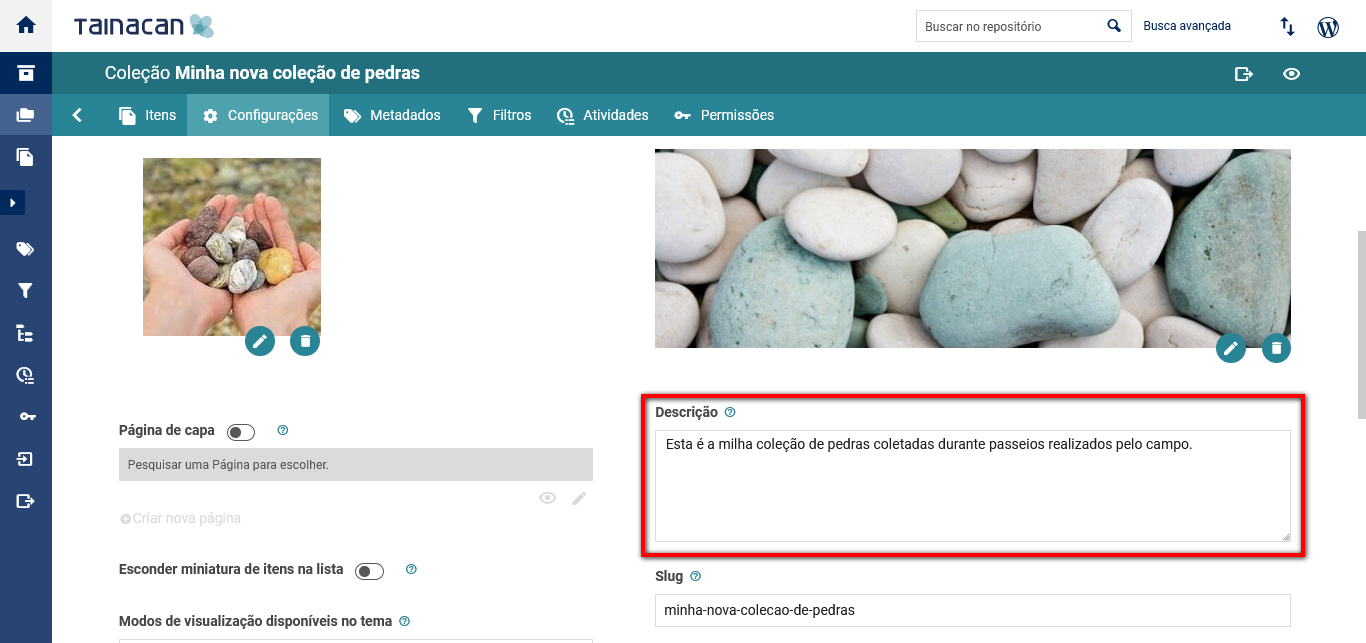 TAINACAN
Buscar no repositório
Busca avançada
Coleção Minha nova coleção de pedras
Itens
Configurações
Metadados
Filtros
Atividades
Permissões
Página de capa
Pesquisar uma Página para escolher.
Criar nova página
Esconder miniatura de itens na lista
Modos de visualização disponíveis no tema
Descrição
Esta é a milha coleção de pedras coletadas durante passeios realizados pelo campo.
Slug
minha-nova-colecao-de-pedras